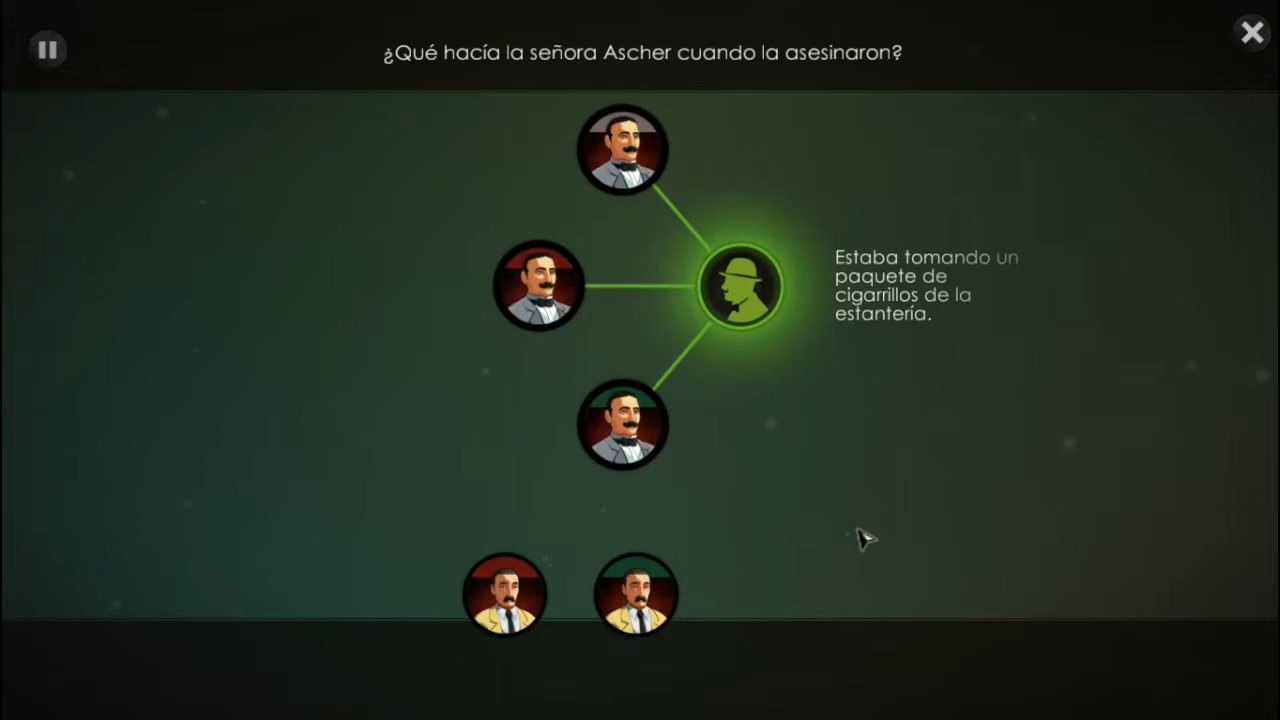 ¿Qué hacía la señora Ascher cuando la asesinaron?
Estaba tomando un
paquete de
cigarrillos de la
estantería.